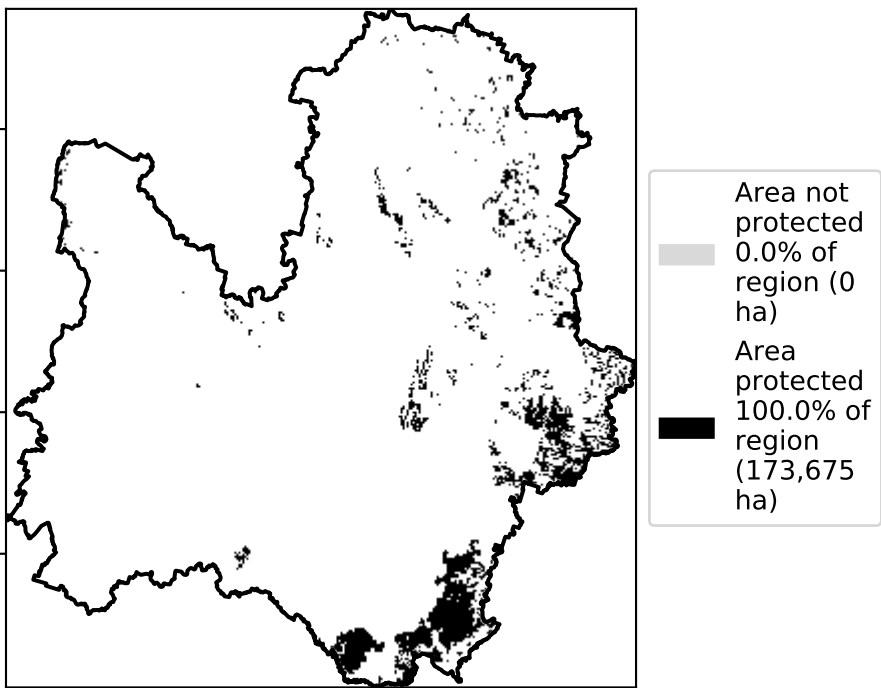 Area not
protected
0.0% of
region (0
ha)
Area
protected
100.0% of
region
(173,675
ha)